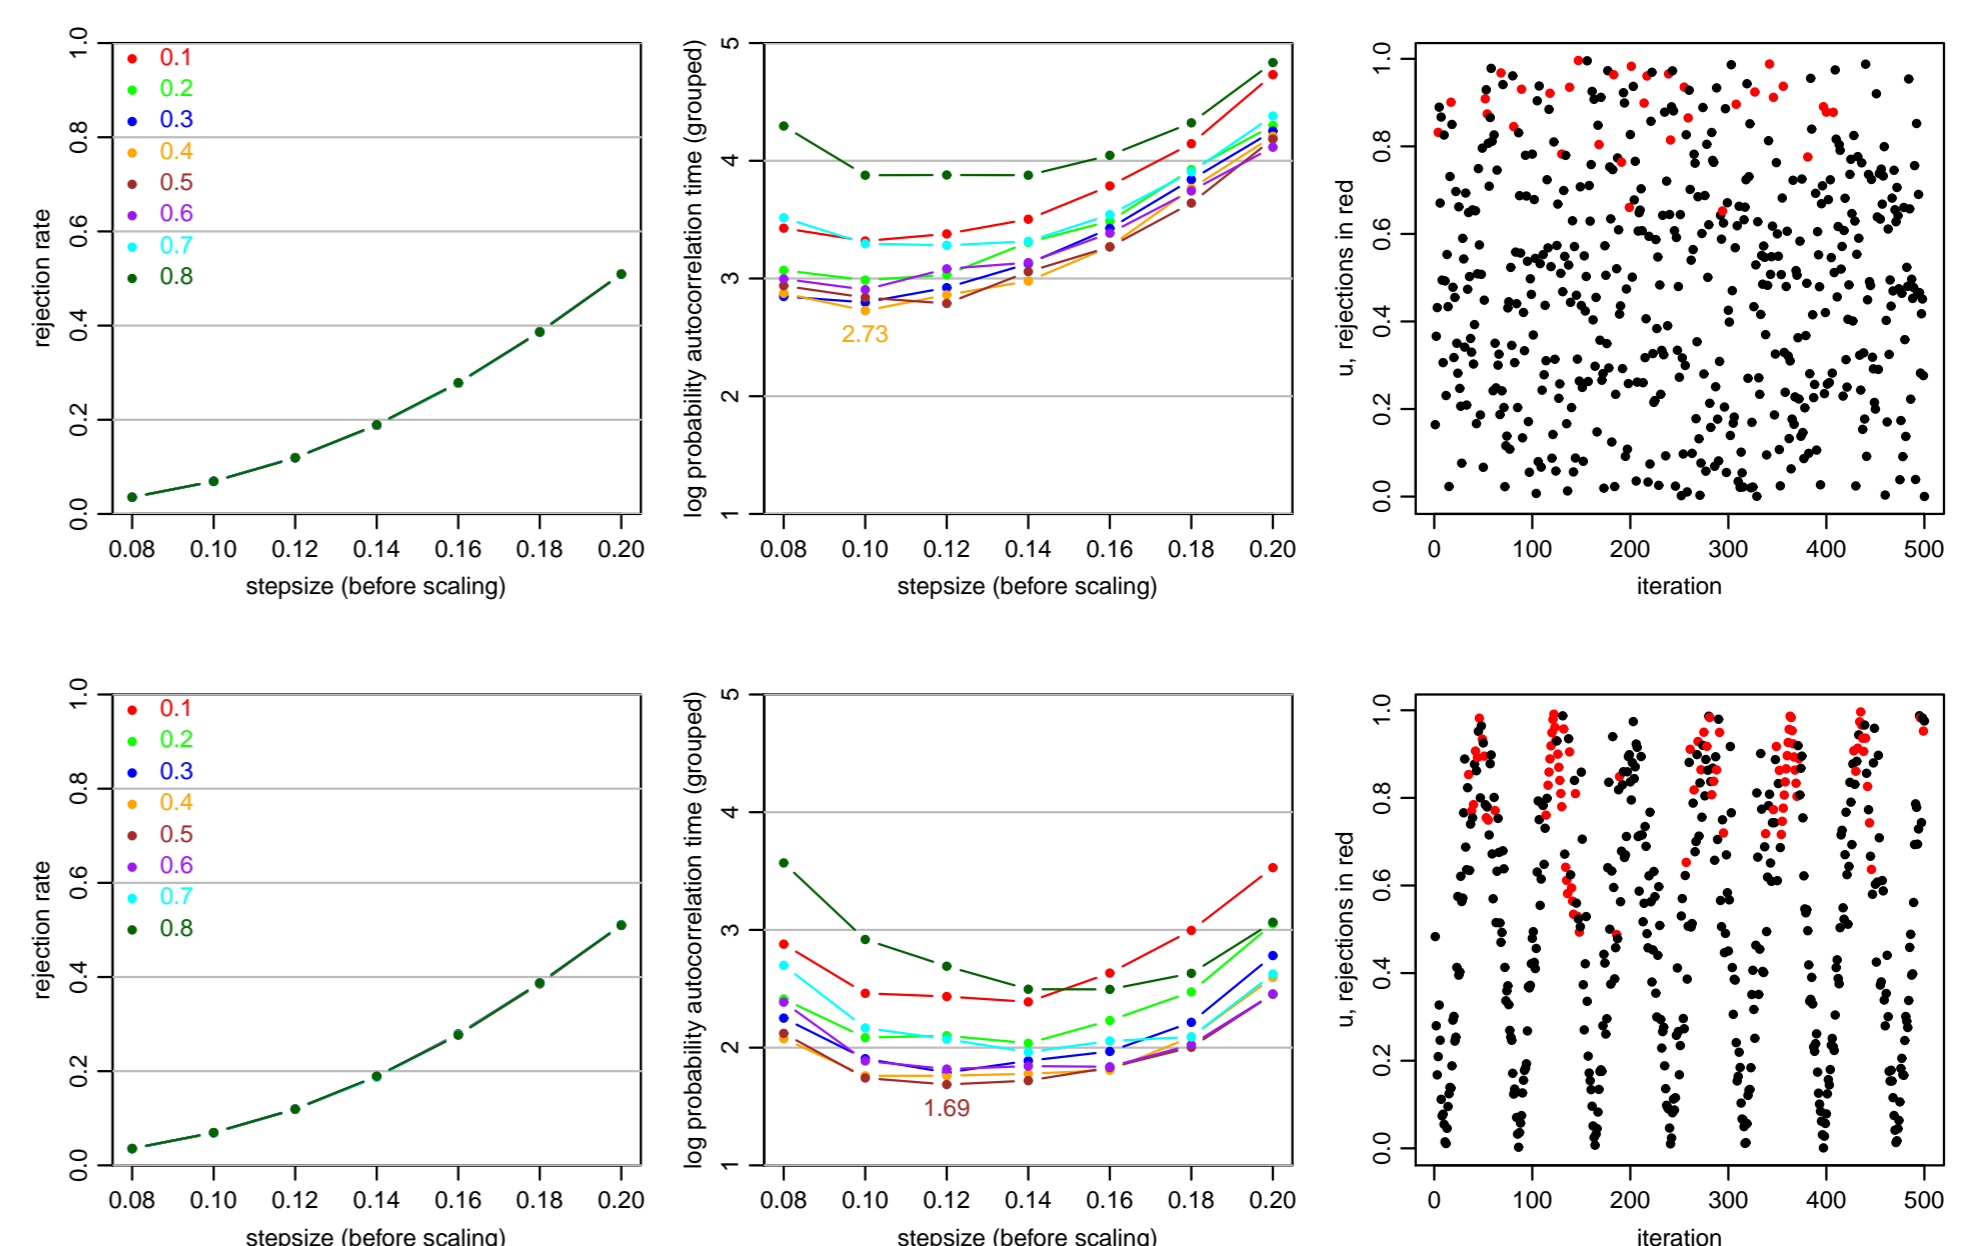 rejection rate
1.0
0.8
0.6
0.4
0.2
0.0
0.1
0.2
0.3
0.4
0.5
0.6
0.7
0.8
0.08 0.10 0.12 0.14 0.16 0.18 0.20
stepsize (before scaling)
log probability autocorrelation time (grouped)
5
4
3
2
1
2.73
0.08 0.10 0.12 0.14 0.16 0.18 0.20
stepsize (before scaling)
u, rejections in red
1.0
0.8
0.6
0.4
0.2
0.0
0 100 200 300 400 500
iteration
rejection rate
1.0
0.8
0.6
0.4
0.2
0.0
0.1
0.2
0.3
0.4
0.5
0.6
0.7
0.8
0.08 0.10 0.12 0.14 0.16 0.18 0.20
stepsize (before scaling)
log probability autocorrelation time (grouped)
5
4
3
2
1
1.69
0.08 0.10 0.12 0.14 0.16 0.18 0.20
stepsize (before scaling)
u, rejections in red
1.0
0.8
0.6
0.4
0.2
0.0
0 100 200 300 400 500
iteration